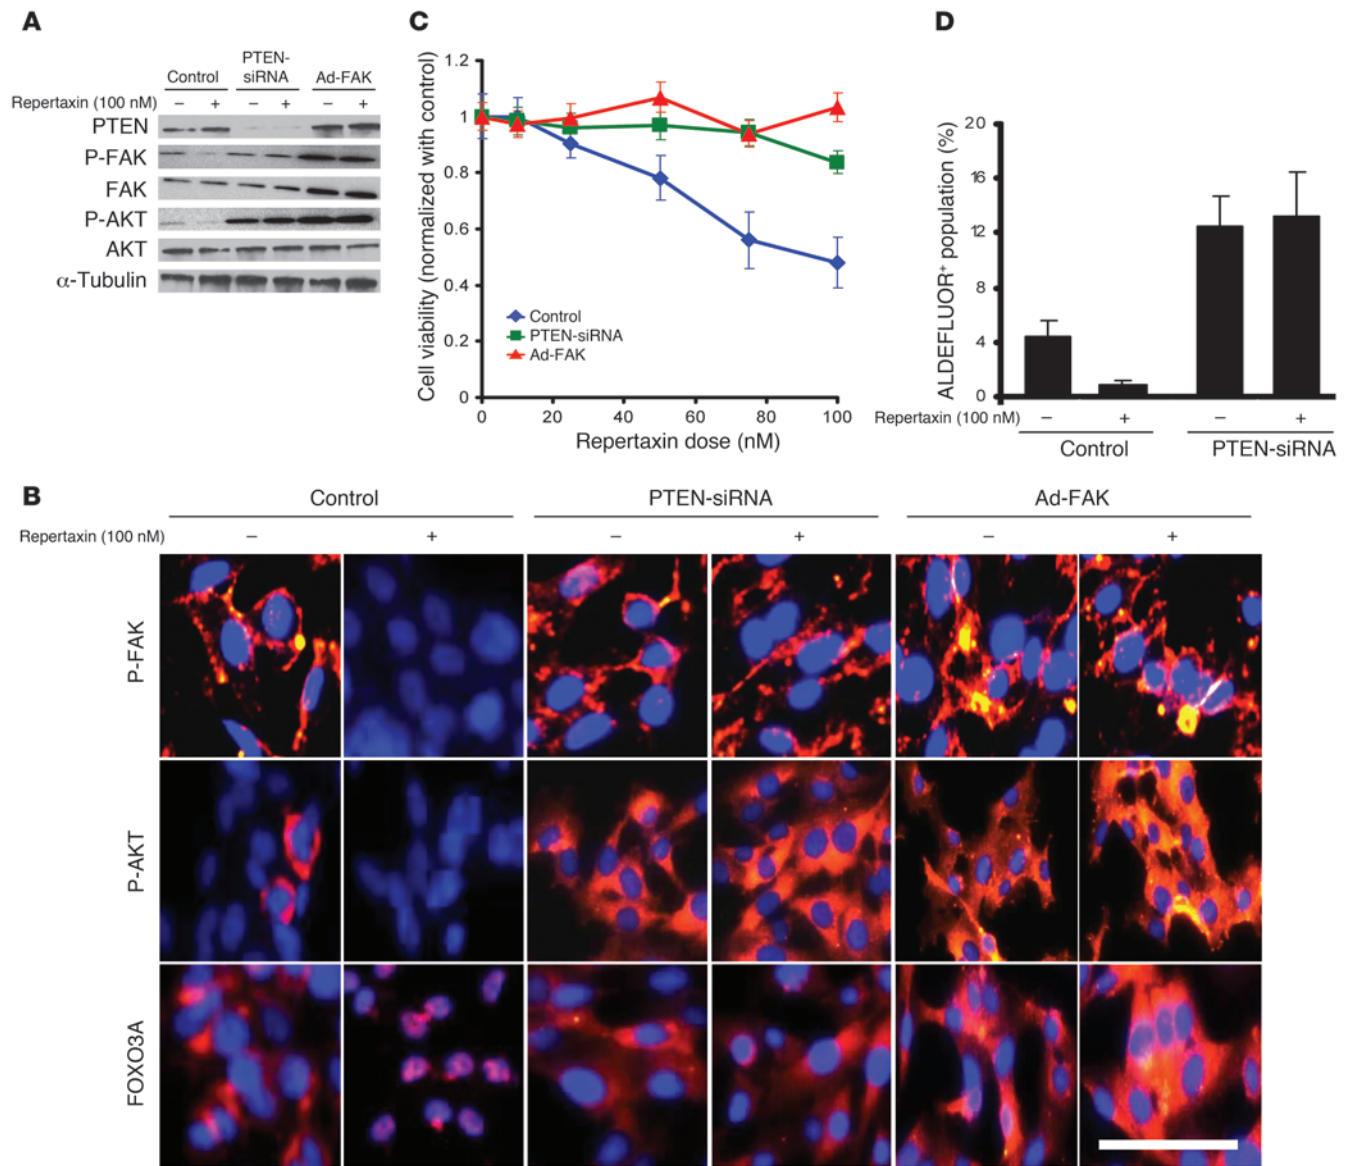 A
Control
PTEN-
siRNA
Ad-FAK
Repertaxin (100 nM) – + – + – +
PTEN
P-FAK
FAK
P-AKT
AKT
α-Tubulin
C
Cell viability (normalized with control)
1.2
1
0.8
0.6
0.4
0.2
0
Control
PTEN-siRNA
Ad-FAK
0 20 40 60 80 100
Repertaxin dose (nM)
D
ALDEFLUOR⁺ population (%)
20
16
12
8
4
0
Repertaxin (100 nM) – + – +
Control PTEN-siRNA
B
Control PTEN-siRNA Ad-FAK
Repertaxin (100 nM) – + – + – +
P-FAK
P-AKT
FOXO3A